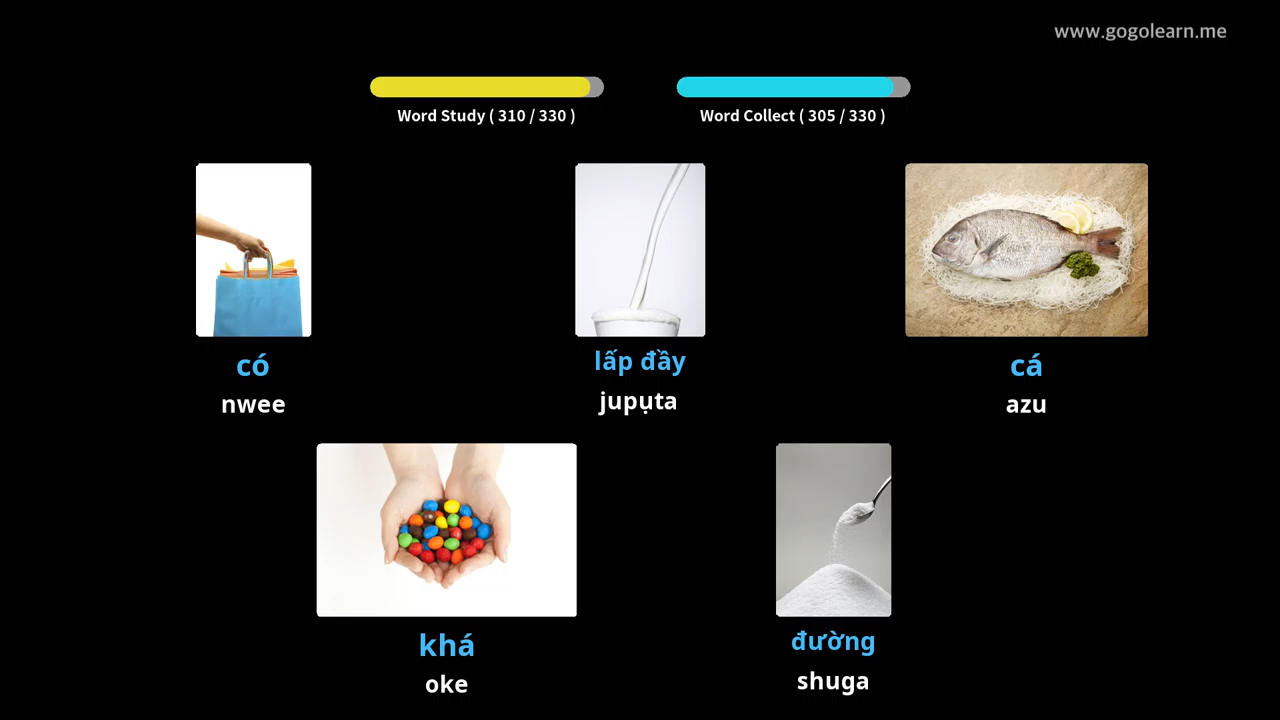 www.gogolearn.me
Word Study ( 310 / 330 )
Word Collect ( 305 / 330 )
có
nwee
lấp đầy
jupụta
cá
azu
khá
oke
đường
shuga